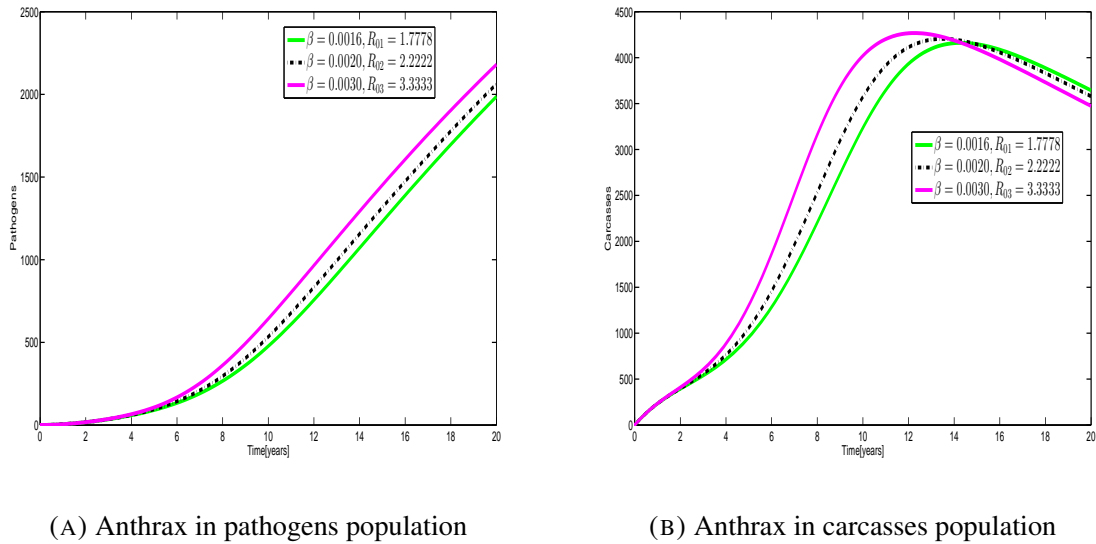 2500
2000
1500
1000
500
0
Pathogens
β = 0.0016, R₀₁ = 1.7778
β = 0.0020, R₀₂ = 2.2222
β = 0.0030, R₀₃ = 3.3333
0 2 4 6 8 10 12 14 16 18 20
Time[years]
(A) Anthrax in pathogens population
4500
4000
3500
3000
2500
2000
1500
1000
500
0
Carcasses
β = 0.0016, R₀₁ = 1.7778
β = 0.0020, R₀₂ = 2.2222
β = 0.0030, R₀₃ = 3.3333
0 2 4 6 8 10 12 14 16 18 20
Time[years]
(B) Anthrax in carcasses population